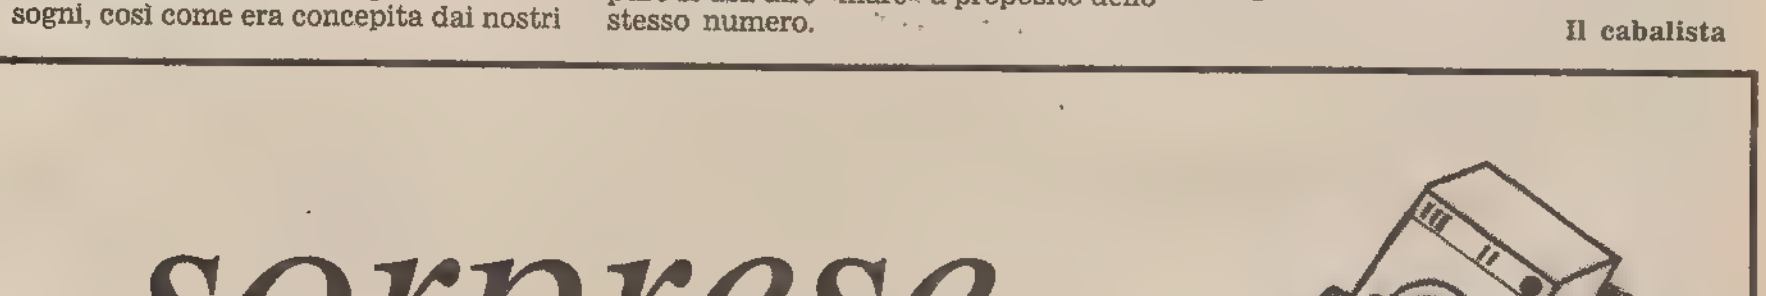 sogni, così come era concepita dai nostri
stesso numero.
Il cabalista
sorprese